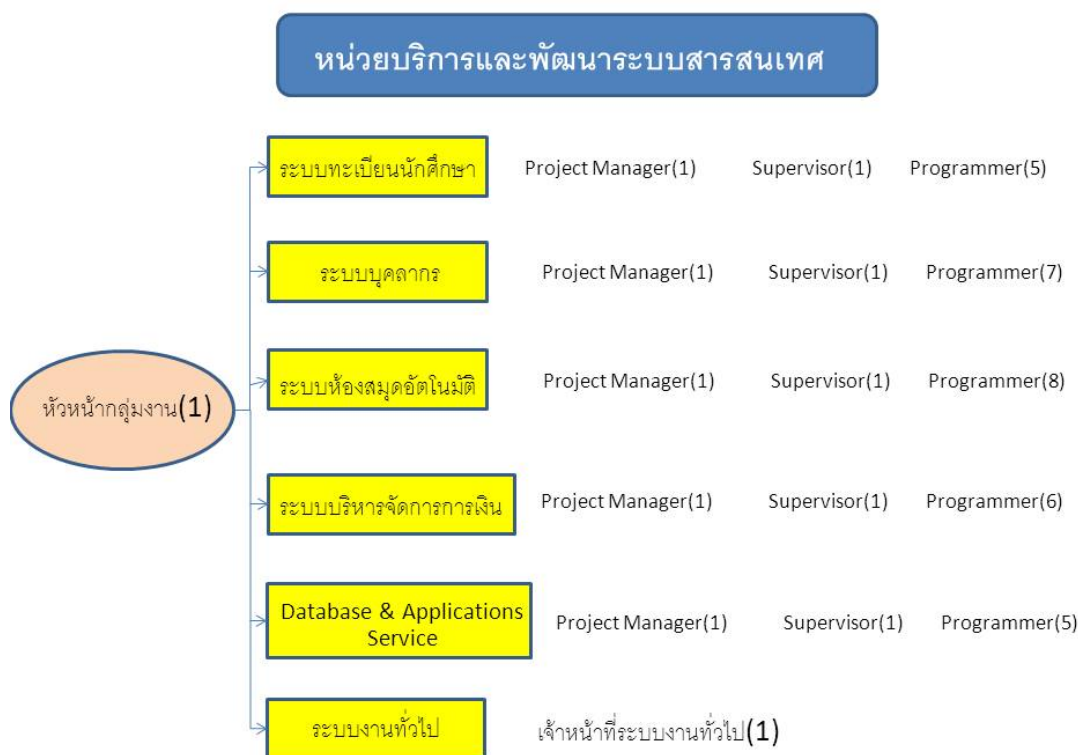 หน่วยบริการและพัฒนาระบบสารสนเทศ
ระบบทะเบียนนักศึกษา Project Manager(1) Supervisor(1) Programmer(5)
ระบบบุคลากร Project Manager(1) Supervisor(1) Programmer(7)
หัวหน้ากลุ่มงาน(1)
ระบบห้องสมุดอัตโนมัติ Project Manager(1) Supervisor(1) Programmer(8)
ระบบบริหารจัดการการเงิน Project Manager(1) Supervisor(1) Programmer(6)
Database & Applications
Service
Project Manager(1) Supervisor(1) Programmer(5)
ระบบงานทั่วไป เจ้าหน้าที่ระบบงานทั่วไป(1)